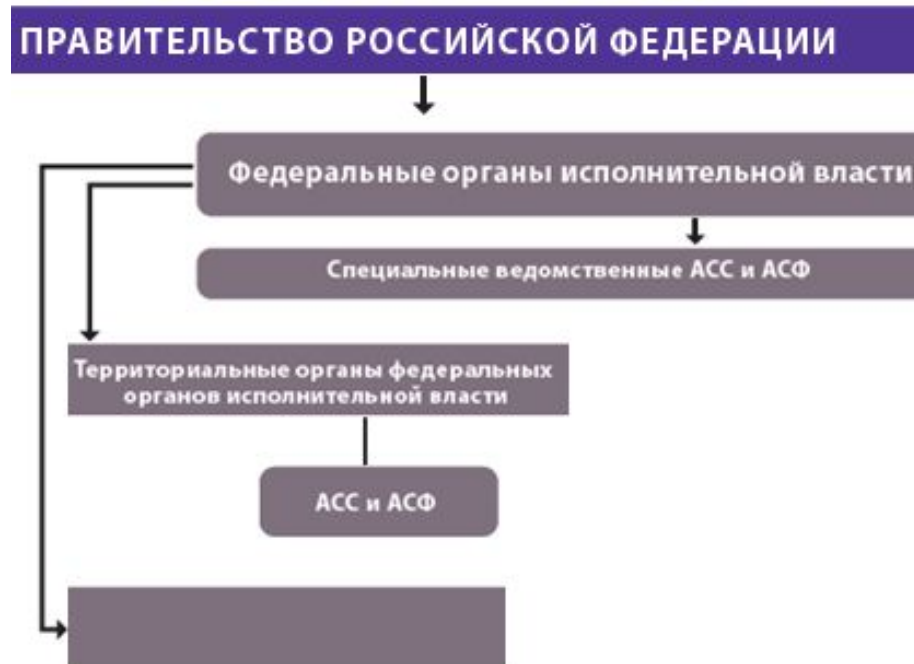 ПРАВИТЕЛЬСТВО РОССИЙСКОЙ ФЕДЕРАЦИИ
Федеральные органы исполнительной власти
Специальные ведомственные АСС и АСФ
Территориальные органы федеральных
органов исполнительной власти
АСС и АСФ